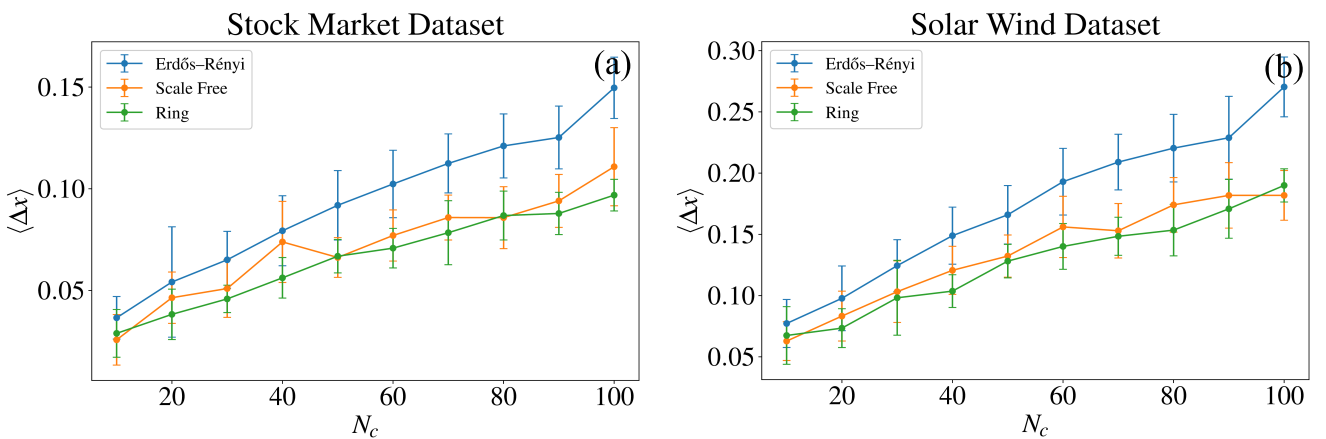 Stock Market Dataset
(a)
Erdős–Rényi
Scale Free
Ring
0.15
0.10
0.05
⟨Δx⟩
20
40
60
80
100
N_c
Solar Wind Dataset
(b)
Erdős–Rényi
Scale Free
Ring
0.30
0.25
0.20
0.15
0.10
0.05
⟨Δx⟩
20
40
60
80
100
N_c